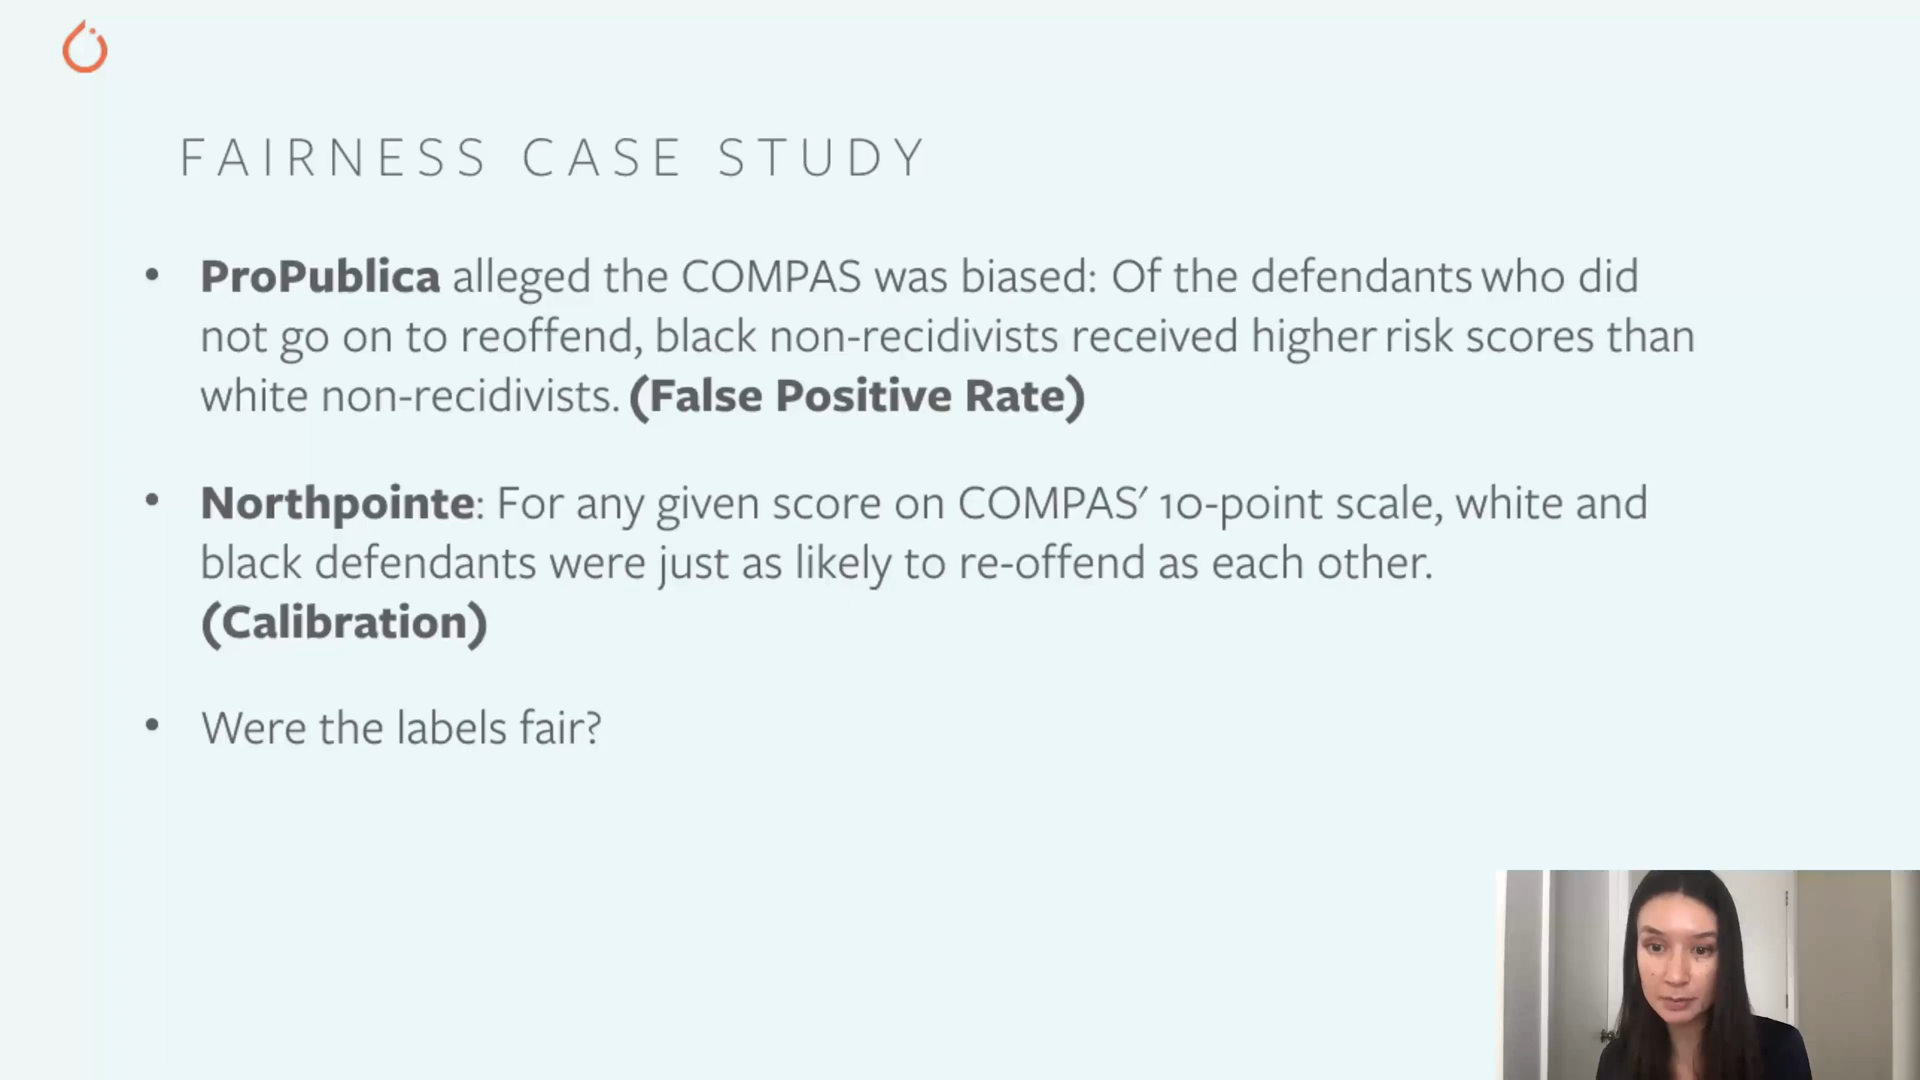 FAIRNESS CASE STUDY
• ProPublica alleged the COMPAS was biased: Of the defendants who did
not go on to reoffend, black non-recidivists received higher risk scores than
white non-recidivists. (False Positive Rate)
• Northpointe: For any given score on COMPAS′ 10-point scale, white and
black defendants were just as likely to re-offend as each other.
(Calibration)
• Were the labels fair?